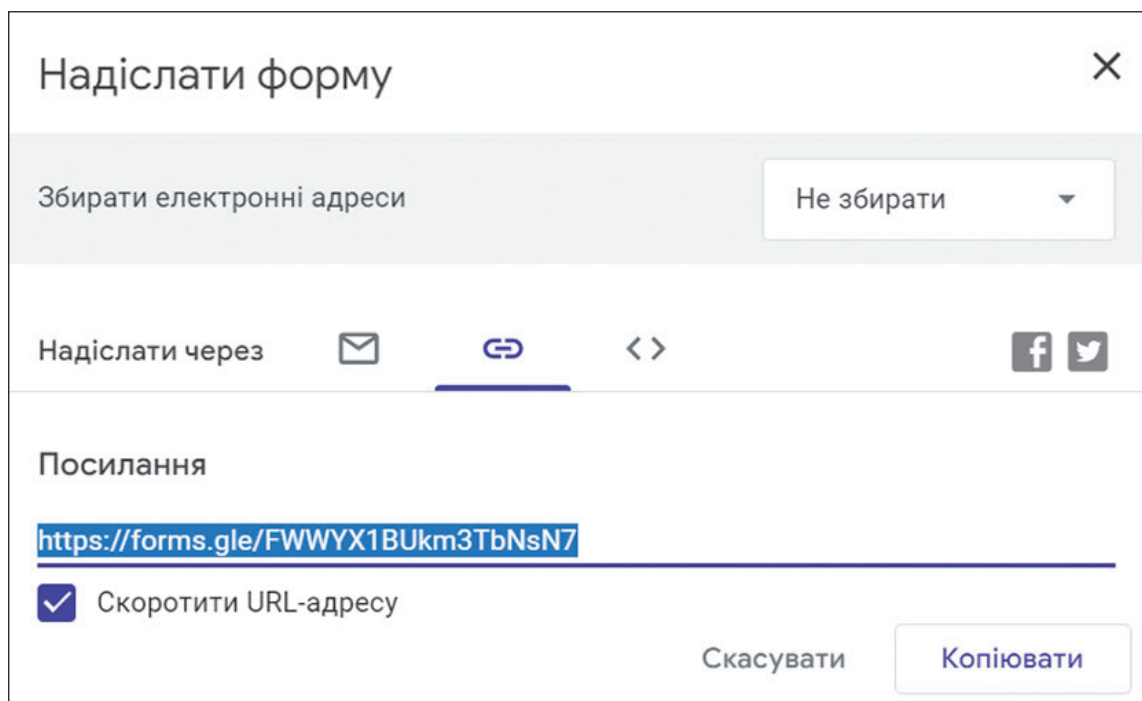 Надіслати форму
Збирати електронні адреси Не збирати
Надіслати через
Посилання
https://forms.gle/FWWYX1BUkm3TbNsN7
Скоротити URL-адресу
Скасувати Копіювати